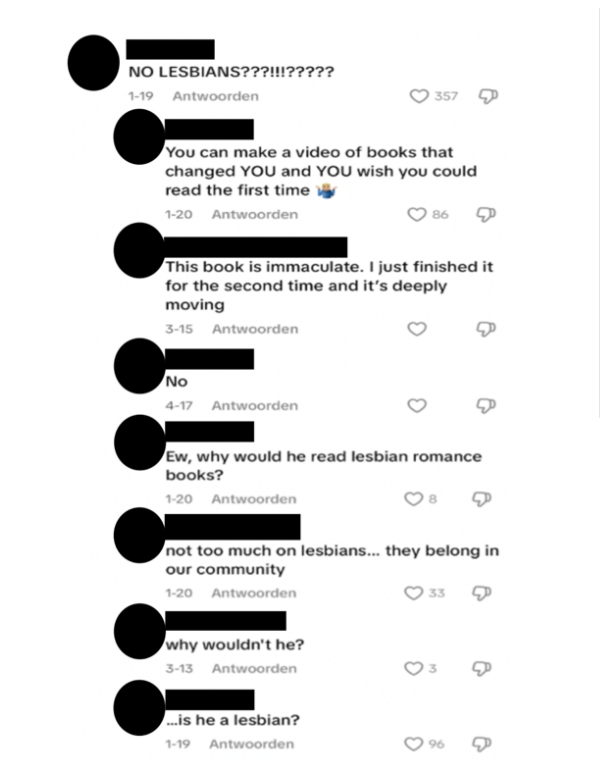 NO LESBIANS???!!!?????
1-19 Antwoorden 357
You can make a video of books that
changed YOU and YOU wish you could
read the first time 🤷
1-20 Antwoorden 86
This book is immaculate. I just finished it
for the second time and it's deeply
moving
3-15 Antwoorden
No
4-17 Antwoorden
Ew, why would he read lesbian romance
books?
1-20 Antwoorden 8
not too much on lesbians... they belong in
our community
1-20 Antwoorden 33
why wouldn't he?
3-13 Antwoorden 3
...is he a lesbian?
1-19 Antwoorden 96